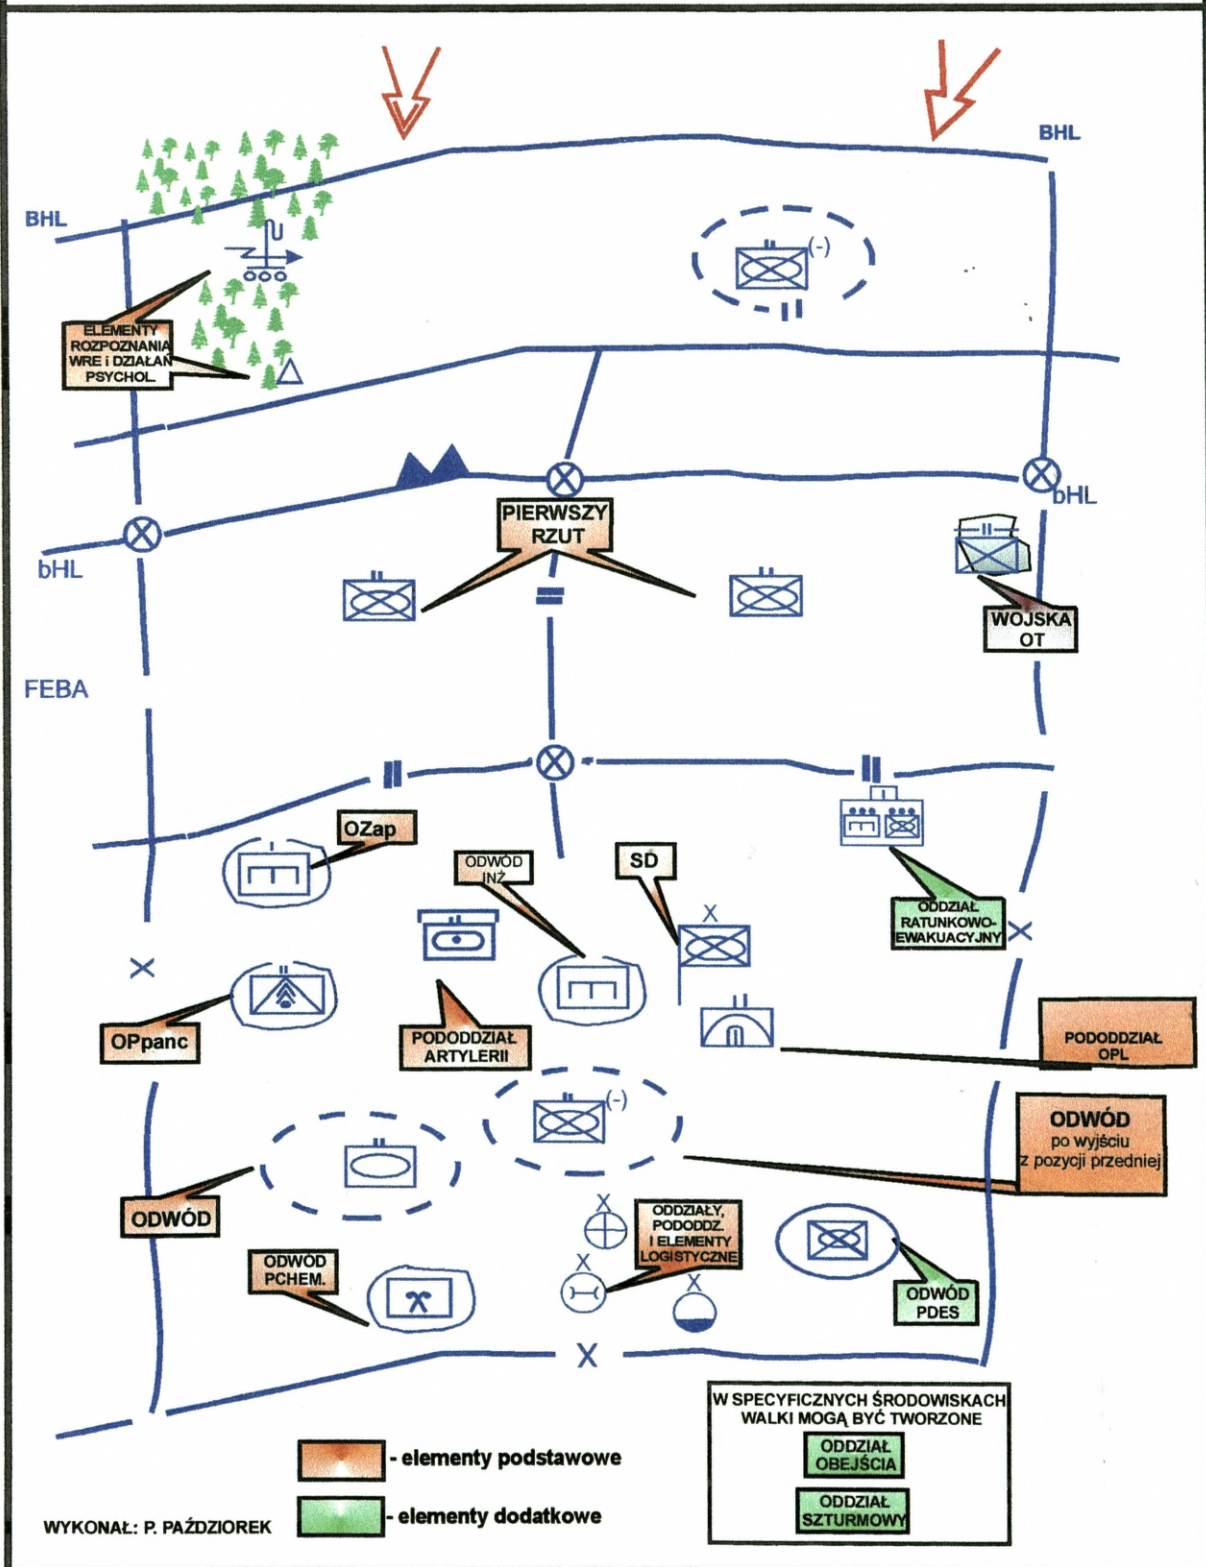 BHL
BHL
(-)
ELEMENTY
ROZPOZNANIA
WRE i DZIAŁAŃ
PSYCHOL.
bHL
bHL
PIERWSZY
RZUT
WOJSKA
OT
FEBA
OZap
ODWÓD
INŻ
SD
X
ODDZIAŁ
RATUNKOWO-
EWAKUACYJNY
X
X
OPpanc
PODODDZIAŁ
ARTYLERII
PODODDZIAŁ
OPL
(-)
ODWÓD
po wyjściu
z pozycji przedniej
ODWÓD
X
ODDZIAŁY,
PODODDZ.
I ELEMENTY
LOGISTYCZNE
X
X
ODWÓD
PCHEM.
ODWÓD
PDES
X
W SPECYFICZNYCH ŚRODOWISKACH
WALKI MOGĄ BYĆ TWORZONE
ODDZIAŁ
OBEJŚCIA
ODDZIAŁ
SZTURMOWY
- elementy podstawowe
- elementy dodatkowe
WYKONAŁ: P. PAŹDZIOREK